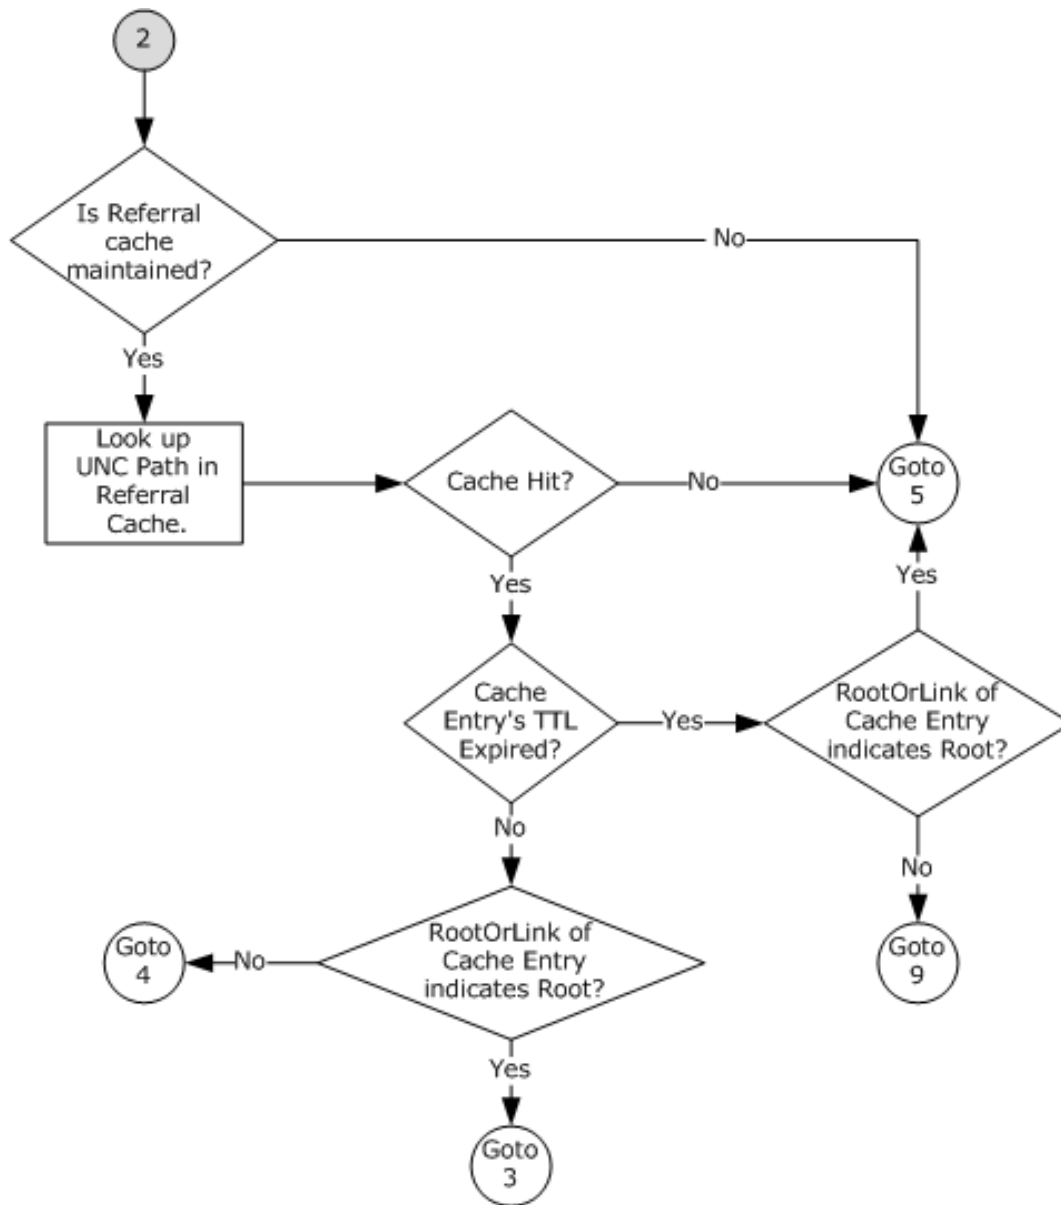 2
Is Referral
cache
maintained?
No
Yes
Look up
UNC Path in
Referral
Cache.
Cache Hit?
No
Goto
5
Yes
Yes
Cache
Entry's TTL
Expired?
Yes
RootOrLink of
Cache Entry
indicates Root?
No
No
RootOrLink of
Cache Entry
indicates Root?
No
Goto
4
Goto
9
Yes
Goto
3